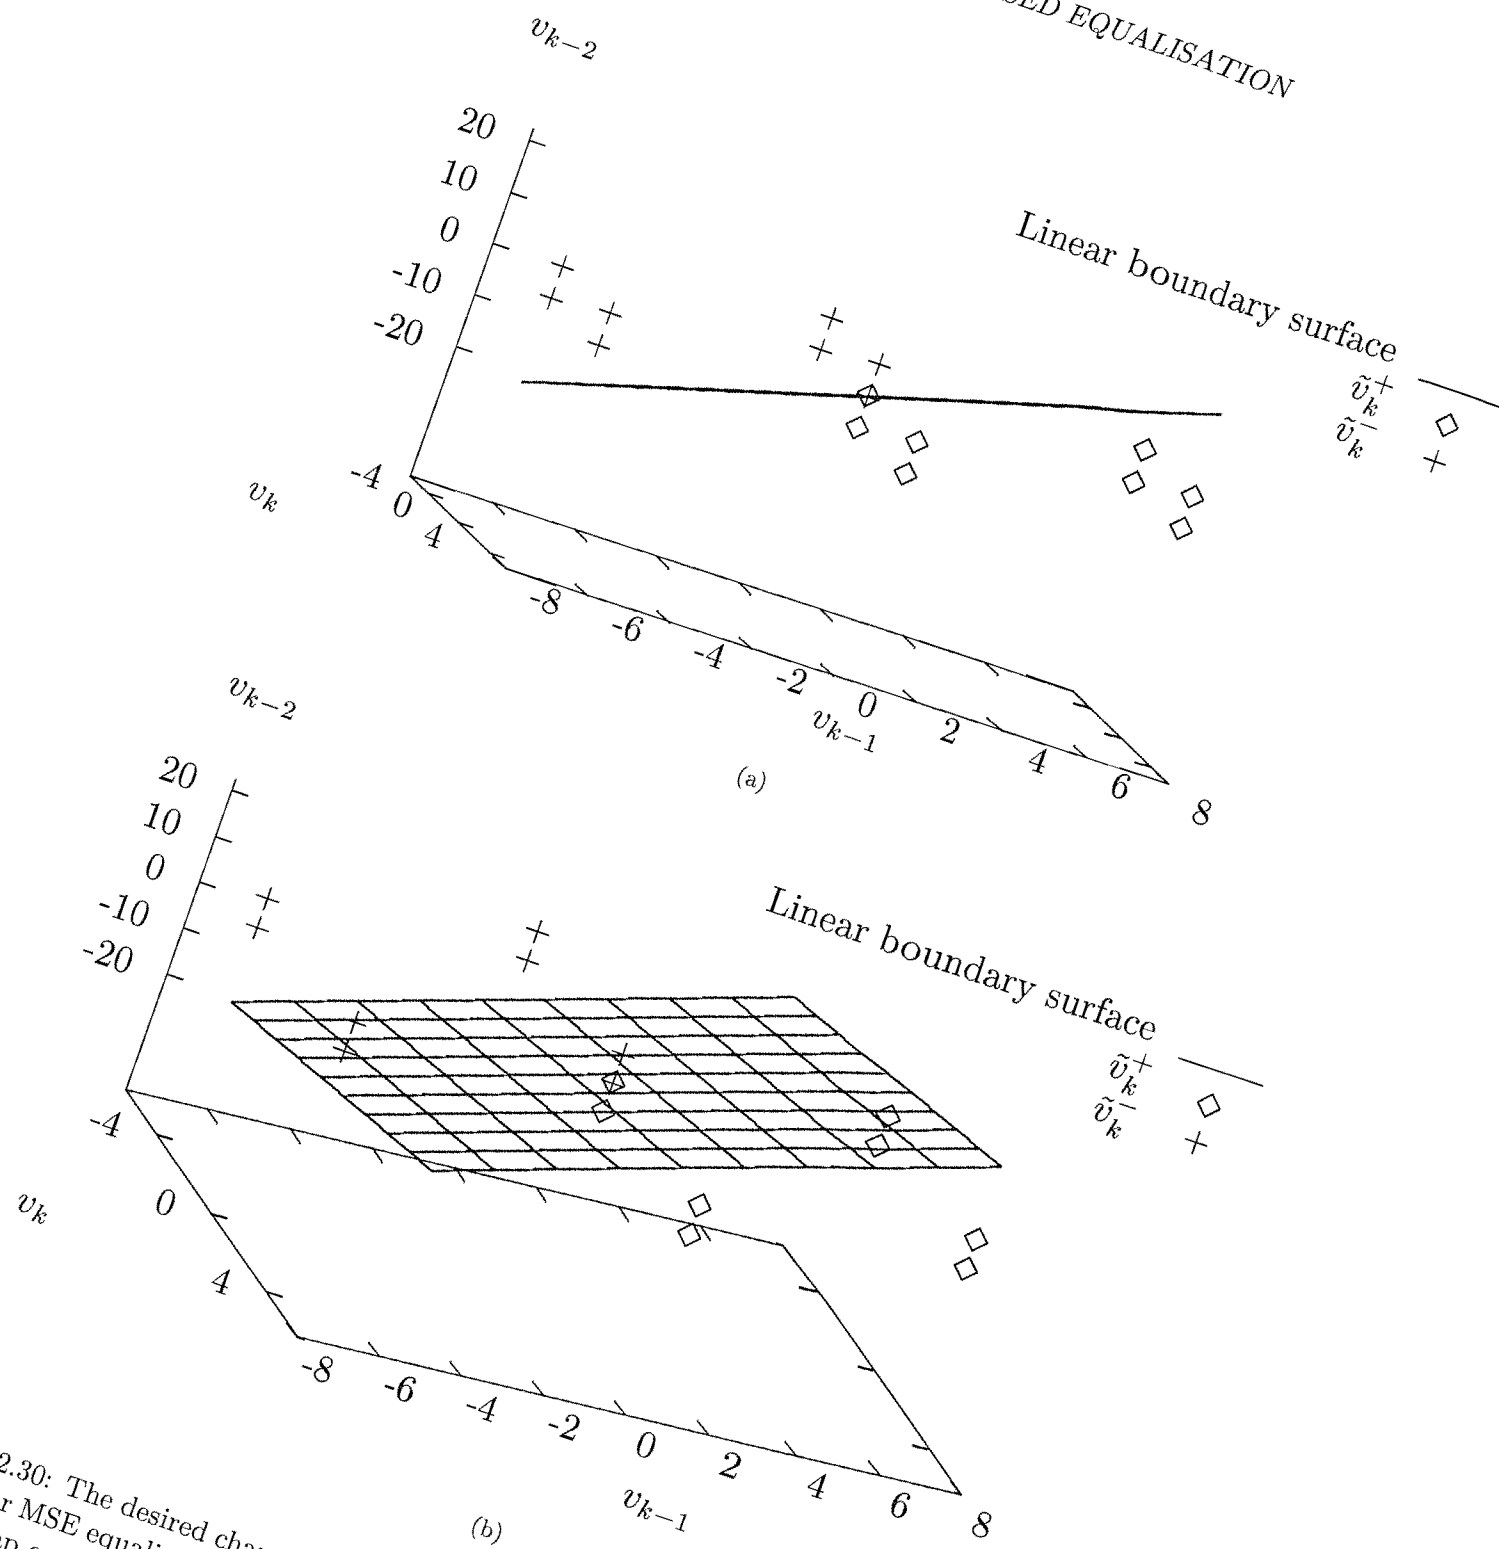 EQUALISATION
v_{k-2}
20
10
0
-10
-20
Linear boundary surface
ṽ_k^+
ṽ_k^-
v_k
-4
0
4
-8
-6
-4
-2
0
2
4
6
8
v_{k-1}
(a)
v_{k-2}
20
10
0
-10
-20
Linear boundary surface
ṽ_k^+
ṽ_k^-
v_k
-4
0
4
-8
-6
-4
-2
0
2
4
6
8
v_{k-1}
(b)
2.30: The desired
MSE